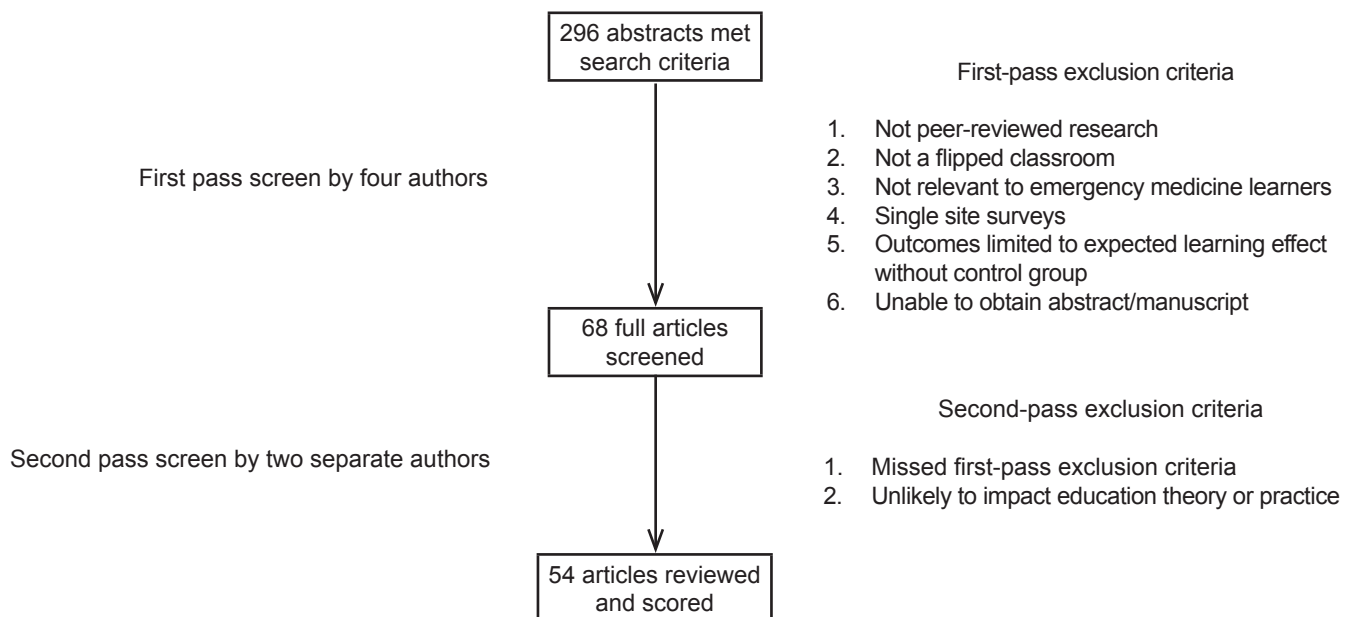 296 abstracts met
search criteria
First pass screen by four authors
First-pass exclusion criteria
1. Not peer-reviewed research
2. Not a flipped classroom
3. Not relevant to emergency medicine learners
4. Single site surveys
5. Outcomes limited to expected learning effect
without control group
6. Unable to obtain abstract/manuscript
68 full articles
screened
Second pass screen by two separate authors
Second-pass exclusion criteria
1. Missed first-pass exclusion criteria
2. Unlikely to impact education theory or practice
54 articles reviewed
and scored